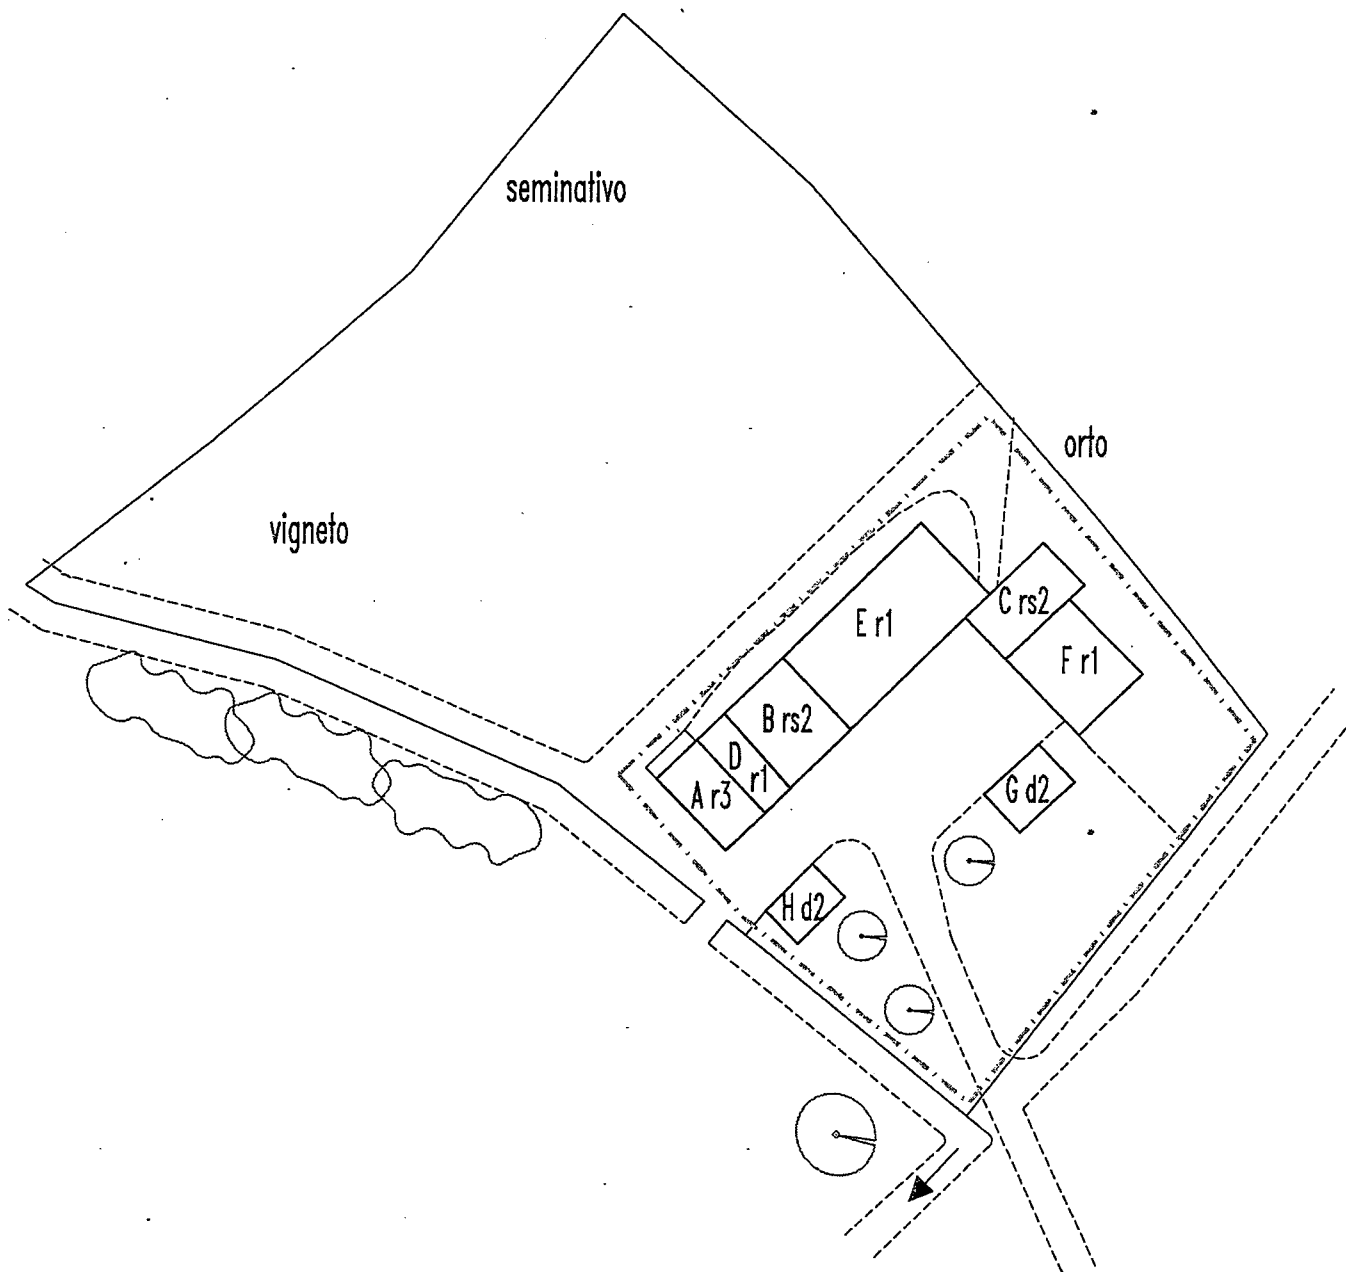 seminativo
orto
vigneto
C rs2
E r1
F r1
B rs2
D
r1
A r3
G d2
H d2